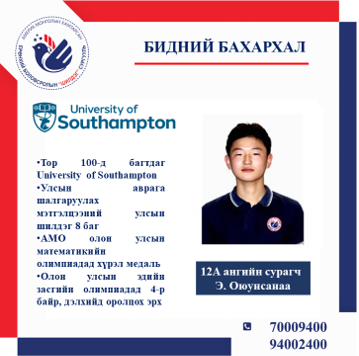 БИДНИЙ БАХАРХАЛ
University of
Southampton
•Top 100-д багтдаг
University of Southampton
•Улсын аврага
шалгаруулах
мэтгэлцээний улсын
шилдэг 8 баг
•АМО олон улсын
математикийн
олимпиадад хүрэл медаль
•Олон улсын эдийн
засгийн олимпиадад 4-р
байр, дэлхийд оролцох эрх
12А ангийн сурагч
Э. Оюунсанаа
70009400
94002400